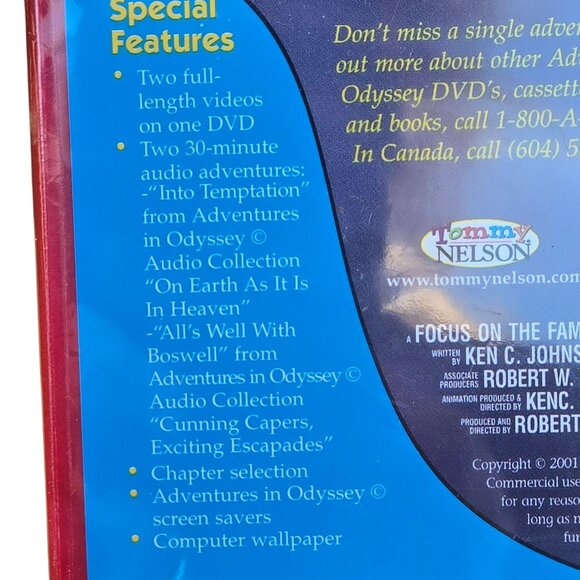 Special
Features
• Two full-
length videos
on one DVD
• Two 30-minute
audio adventures:
-"Into Temptation"
from Adventures
in Odyssey ©
Audio Collection
"On Earth As It Is
In Heaven"
-"All's Well With
Boswell" from
Adventures in Odyssey ©
Audio Collection
"Cunning Capers,
Exciting Escapades"
• Chapter selection
• Adventures in Odyssey ©
screen savers
• Computer wallpaper
Don't miss a single adven
out more about other Adv
Odyssey DVD's, cassette
and books, call 1-800-A-
In Canada, call (604) 5
Tommy
NELSON
www.tommynelson.com
A FOCUS ON THE FAM
WRITTEN BY KEN C. JOHNS
ASSOCIATE PRODUCERS ROBERT W.
ANIMATION PRODUCED & DIRECTED BY KENC.
PRODUCED AND DIRECTED BY ROBERT
Copyright © 2001
Commercial use
for any reaso
long as n
fur